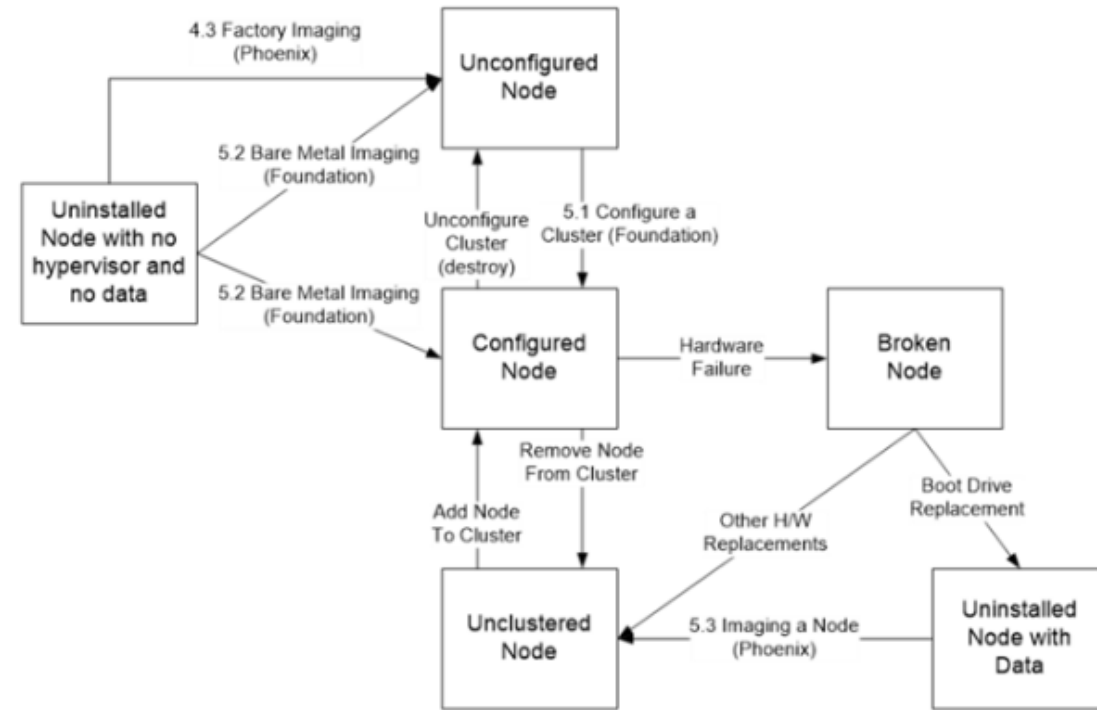 4.3 Factory Imaging
(Phoenix)
Unconfigured
Node
5.2 Bare Metal Imaging
(Foundation)
Uninstalled
Node with no
hypervisor and
no data
Unconfigure
Cluster
(destroy)
5.1 Configure a
Cluster (Foundation)
5.2 Bare Metal Imaging
(Foundation)
Configured
Node
Hardware
Failure
Broken
Node
Remove Node
From Cluster
Add Node
To Cluster
Other H/W
Replacements
Boot Drive
Replacement
Unclustered
Node
5.3 Imaging a Node
(Phoenix)
Uninstalled
Node with
Data